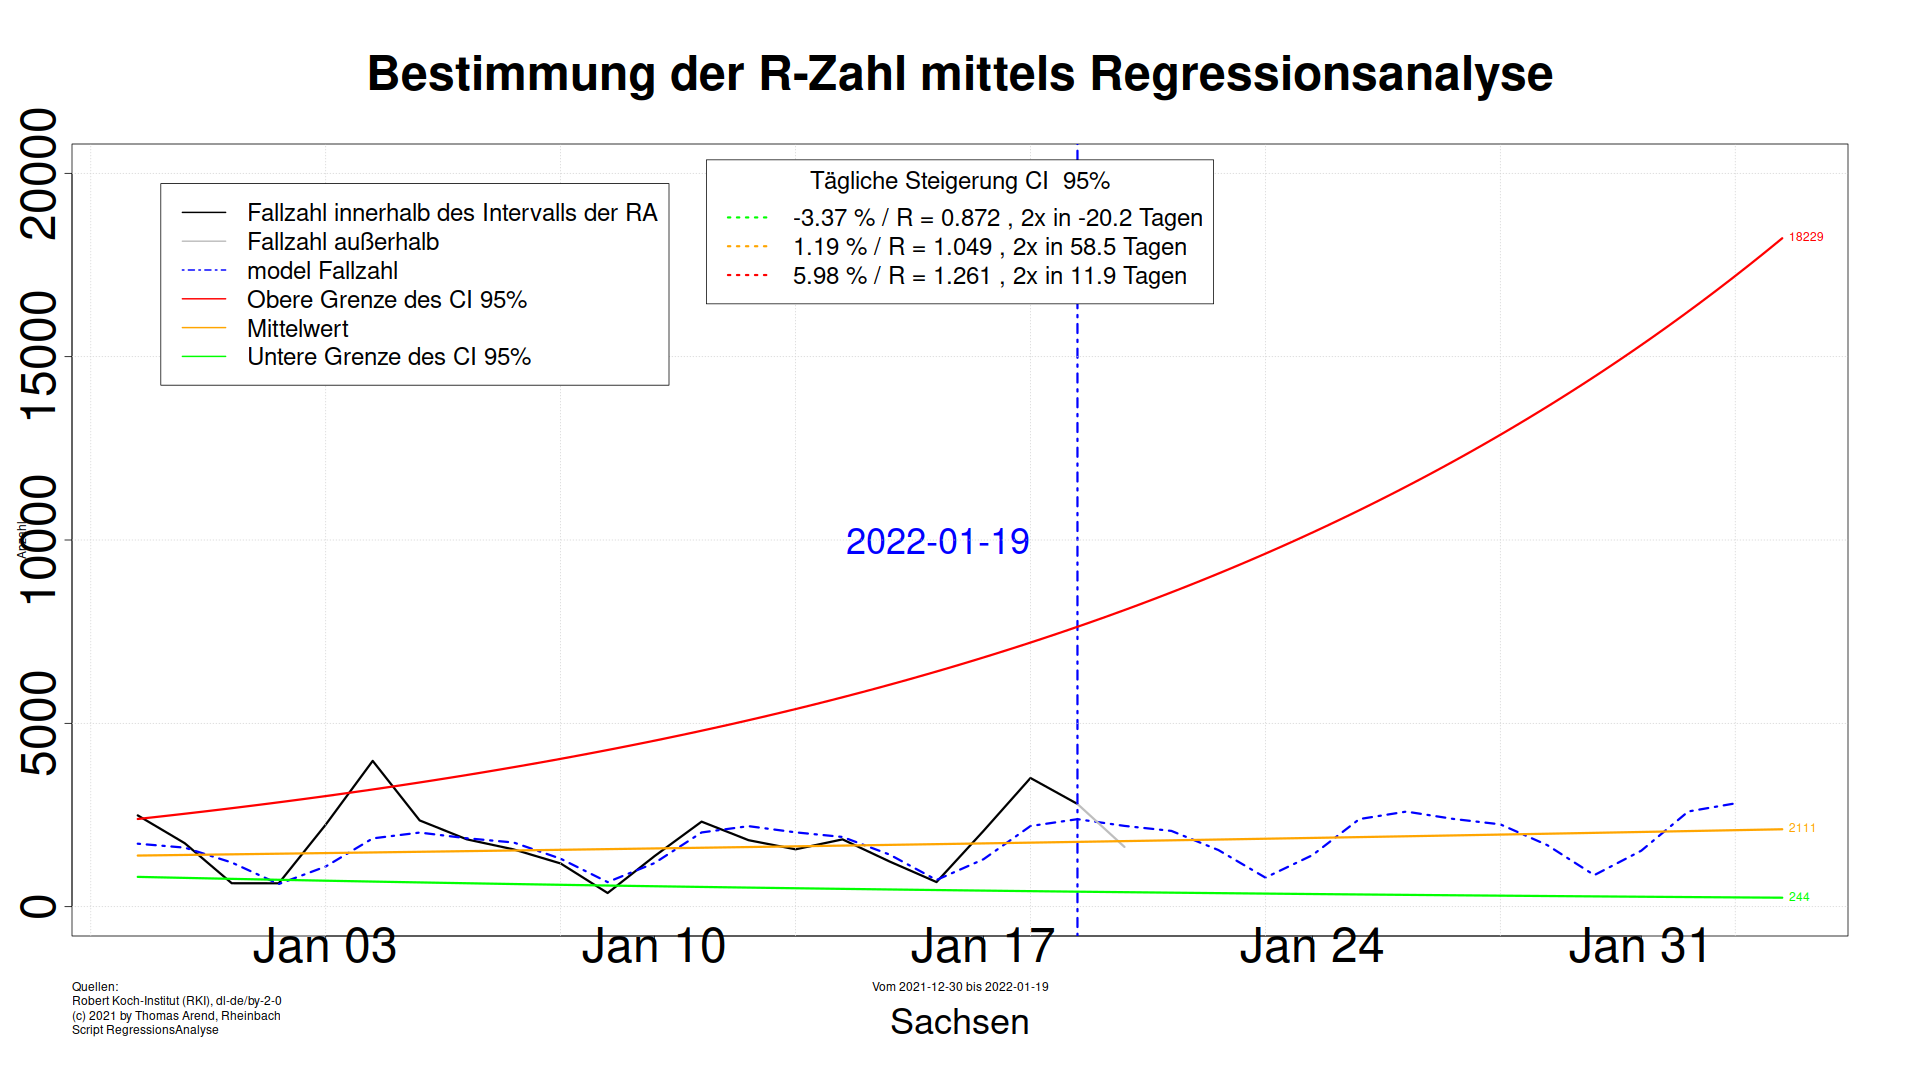 Bestimmung der R-Zahl mittels Regressionsanalyse
Anzahl
20000
15000
10000
5000
0
Fallzahl innerhalb des Intervalls der RA
Fallzahl außerhalb
model Fallzahl
Obere Grenze des CI 95%
Mittelwert
Untere Grenze des CI 95%
Tägliche Steigerung CI  95%
-3.37 % / R = 0.872 , 2x in -20.2 Tagen
1.19 % / R = 1.049 , 2x in 58.5 Tagen
5.98 % / R = 1.261 , 2x in 11.9 Tagen
18229
2022-01-19
2111
244
Jan 03 Jan 10 Jan 17 Jan 24 Jan 31
Quellen:
Robert Koch-Institut (RKI), dl-de/by-2-0
(c) 2021 by Thomas Arend, Rheinbach
Script RegressionsAnalyse
Vom 2021-12-30 bis 2022-01-19
Sachsen